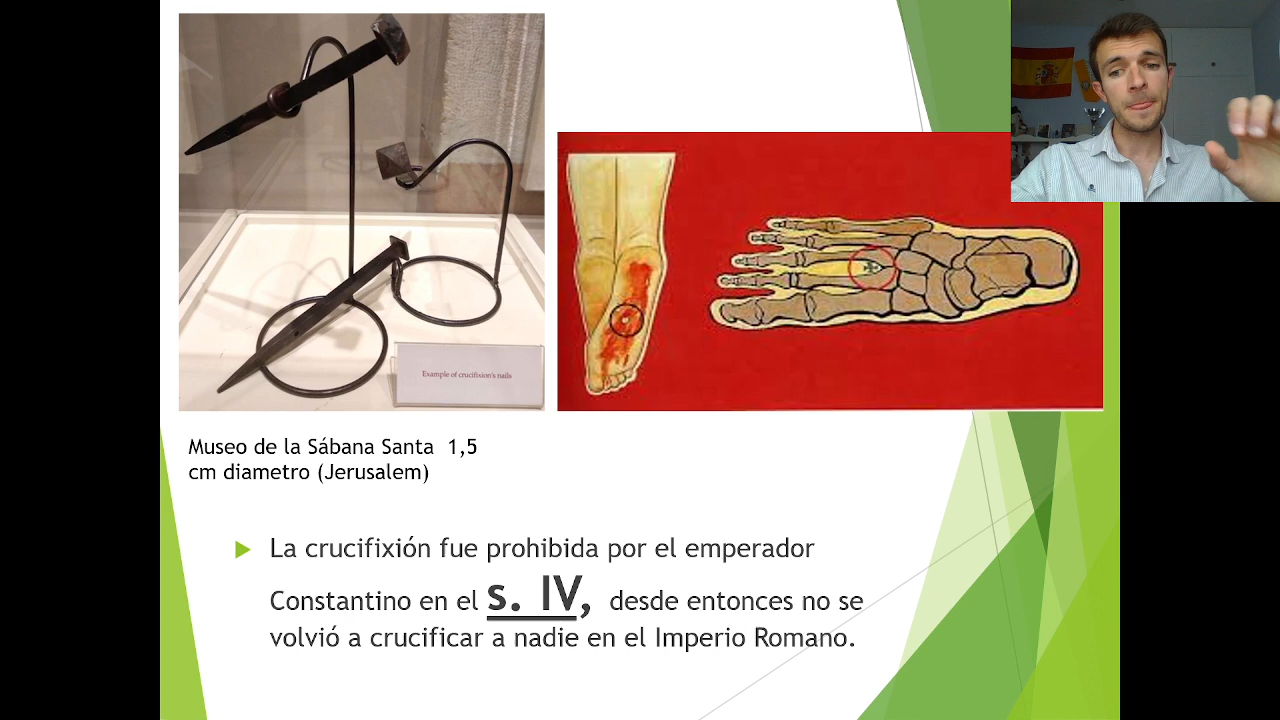 Example of crucifixion's nails
Museo de la Sábana Santa 1,5
cm diametro (Jerusalem)
La crucifixión fue prohibida por el emperador
Constantino en el s. IV, desde entonces no se
volvió a crucificar a nadie en el Imperio Romano.